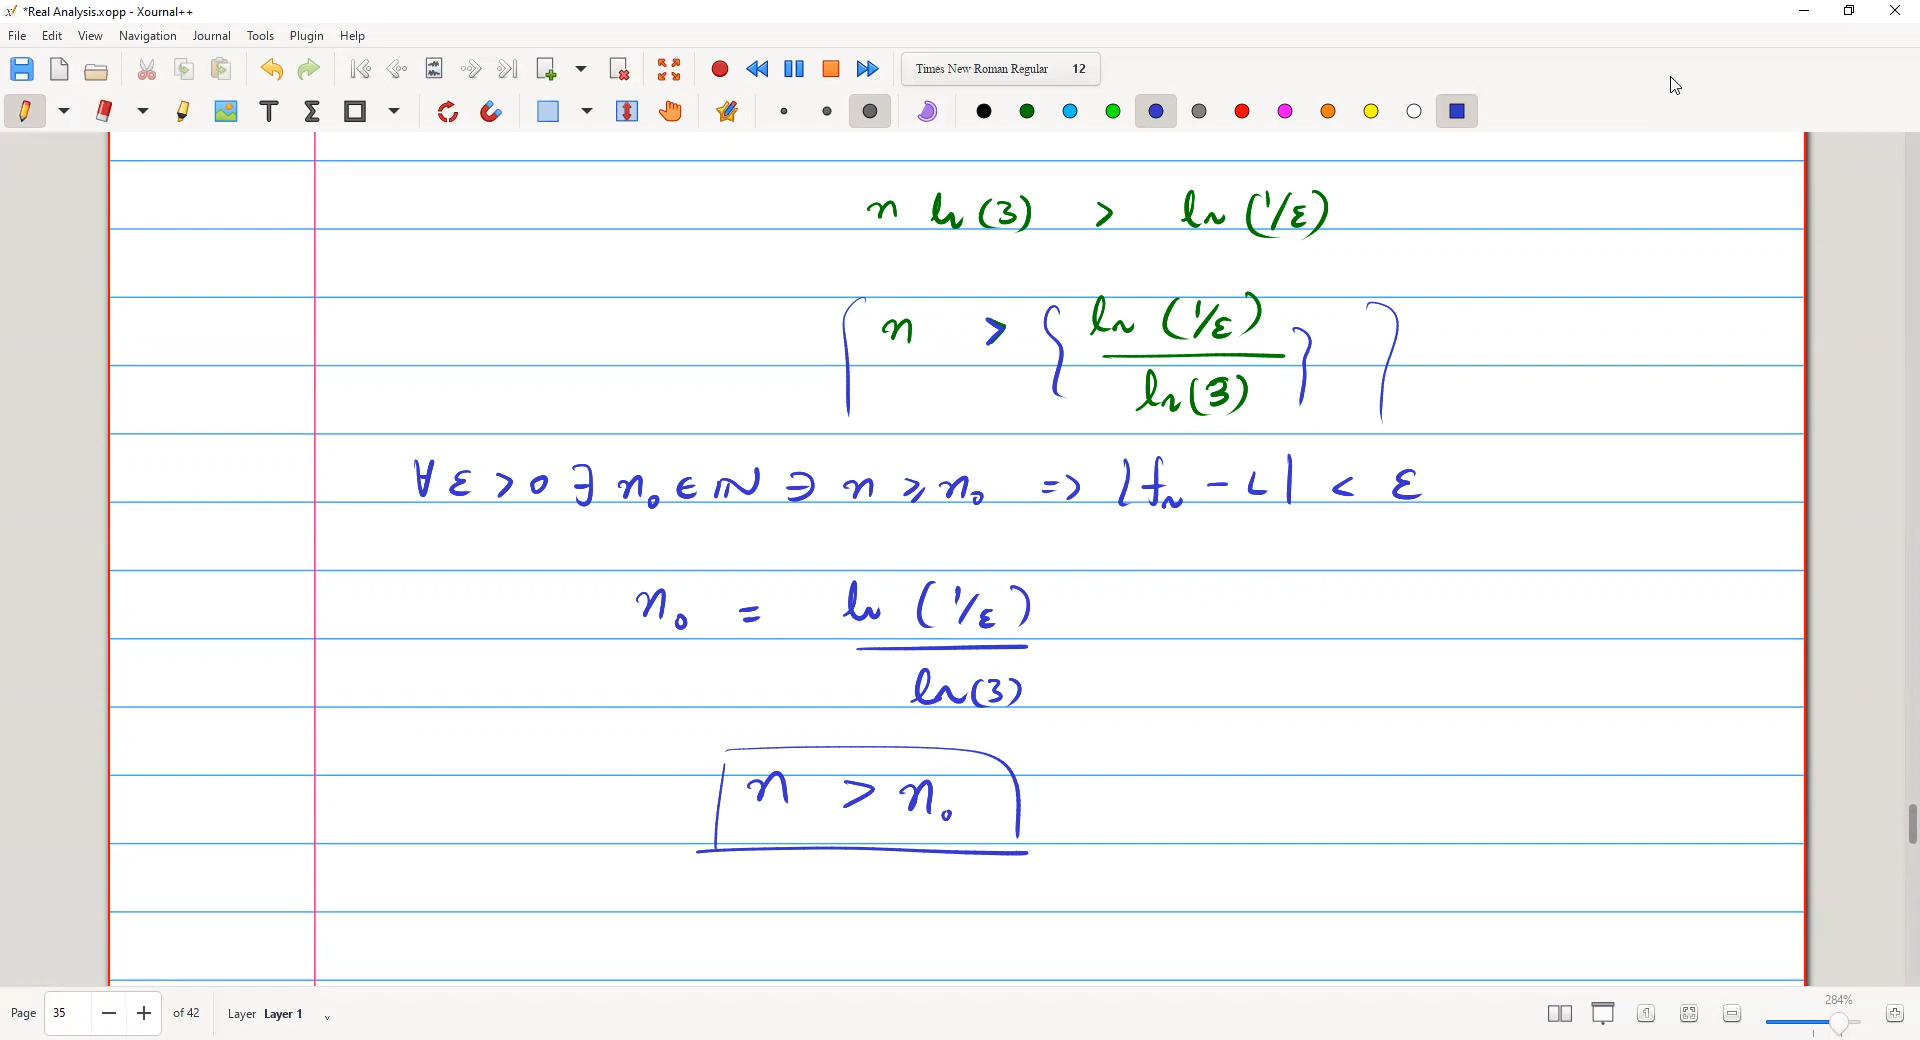 *Real Analysis.xopp - Xournal++
File Edit View Navigation Journal Tools Plugin Help
Times New Roman Regular 12
n ln(3) > ln(1/ε)
n > { ln(1/ε) / ln(3) }
∀ ε > 0 ∃ n₀ ∈ ℕ ∋ n ≥ n₀ => |fₙ - L| < ε
n₀ = ln(1/ε) / ln(3)
n > n₀
Page 35 of 42 Layer Layer 1 284%